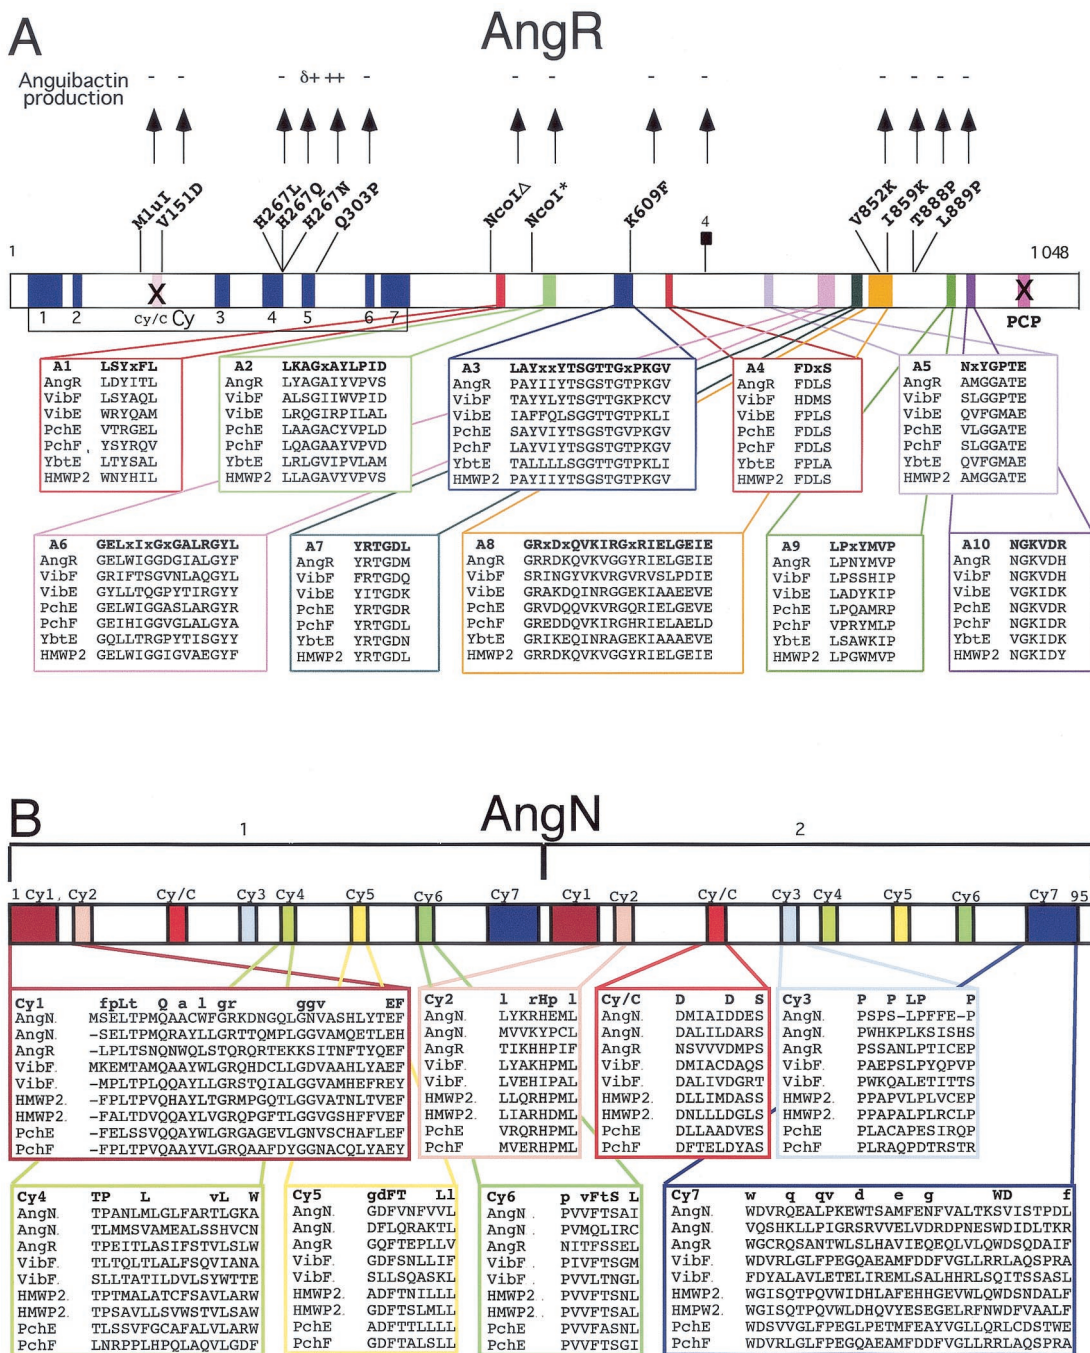 A
AngR
Anguibactin production
- - - δ+ ++ - - - - - - - - -
MluI
V151D
H267L
H267Q
H267N
Q303P
NcoI△
NcoI*
K609F
4
V852K
I859K
T888P
L889P
1
1048
X
X
1 2 Cy/C Cy 3 4 5 6 7
PCP
A1 LSYxFL
AngR LDYITL
VibF LSYAQL
VibE WRYQAM
PchE VTRGEL
PchF YSYRQV
YbtE LTYSAL
HMWP2 WNYHIL
A2 LKAGxAYLPID
AngR LYAGAIYVPVS
VibF ALSGIIWVPID
VibE LRQGIRPILAL
PchE LAAGCACYVPLD
PchF LQAGAAYVPVD
YbtE LRLGVIPVLAM
HMWP2 LLAGAVYVPVS
A3 LAYxxYTSGTTGxPKGV
AngR PAYIIYTSGSTGTPKGV
VibF TAYYLYTSGTTGKPKCV
VibE IAFFQLSGGTTGTPKLI
PchE SAYVIYTSGSTGVPKGV
PchF LAYVIYTSGSTGTPKGV
YbtE TALLLLSGGTTGTPKLI
HMWP2 PAYIIYTSGSTGTPKGV
A4 FDxS
AngR FDLS
VibF HDMS
VibE FPLS
PchE FDLS
PchF FDLS
YbtE FPLA
HMWP2 FDLS
A5 NxYGPTE
AngR AMGGATE
VibF SLGGPTE
VibE QVFGMAE
PchE VLGGATE
PchF SLGGATE
YbtE QVFGMAE
HMWP2 AMGGATE
A6 GELxIxGxGALRGYL
AngR GELWIGGDGIALGYF
VibF GRIFTSGVNLAQGYL
VibE GYLLTQGPYTIRGYY
PchE GELWIGGASLARGYR
PchF GEIHIGGVGLALGYA
YbtE GQLLTRGPYTISGYY
HMWP2 GELWIGGIGVAEGYF
A7 YRTGDL
AngR YRTGDM
VibF FRTGDQ
VibE YITGDK
PchE YRTGDR
PchF YRTGDL
YbtE YRTGDN
HMWP2 YRTGDL
A8 GRxDxQVKIRGxRIELGEIE
AngR GRRDKQVKVGGYRIELGEIE
VibF SRINGYVKVRGVRVSLPDIE
VibE GRAKDQINRGGEKIAAEEVE
PchE GRVDQQVKVRGQRIELGEVE
PchF GREDDQVKIRGHRIELAELD
YbtE GRIKEQINRAGEKIAAAEVE
HMWP2 GRRDKQVKVGGYRIELGEIE
A9 LPxYMVP
AngR LPNYMVP
VibF LPSSHIP
VibE LADYKIP
PchE LPQAMRP
PchF VPRYMLP
YbtE LSAWKIP
HMWP2 LPGWMVP
A10 NGKVDR
AngR NGKVDH
VibF NGKVDH
VibE VGKIDK
PchE NGKVDR
PchF NGKIDR
YbtE VGKIDK
HMWP2 NGKIDY
B
AngN
1 2
1 Cy1, Cy2 Cy/C Cy3 Cy4 Cy5 Cy6 Cy7 Cy1 Cy2 Cy/C Cy3 Cy4 Cy5 Cy6 Cy7 95
Cy1 fpLt Q a l gr ggv EF
AngN. MSELTPMQAACWFGRKDNGQLGNVASHLYTEF
AngN. -SELTPMQRAYLLGRTTQMPLGGVAMQETLEH
AngR -LPLTSNQNWQLSTQRQRTEKKSITNFTYQEF
VibF. MKEMTAMQQAYWLGRQHDCLLGDVAAHLYAEF
VibF. -MPLTPLQQAYLLGRSTQIALGGVAMHEFREY
HMWP2. -FPLTPVQHAYLTGRMPGQTLGGVATNLTVEF
HMWP2. -FALTDVQQAYLVGRQPGFTLGGVGSHFFVEF
PchE -FELSSVQQAYWLGRGAGEVLGNVSCHAFLEF
PchF -FPLTPVQQAAYVLGRQAAFDYGGNACQLYAEY
Cy2 l rHp l
AngN. LYKRHEML
AngN. MVVKYPCL
AngR TIKHHPIF
VibF. LYAKHPML
VibF. LVEHIPAL
HMWP2. LLQRHPML
HMWP2. LIARHDML
PchE VRQRHPML
PchF MVERHPML
Cy/C D D S
AngN. DMIAIDDES
AngN. DALILDARS
AngR NSVVVDMPS
VibF. MIACDAQS
VibF. DALIVDGRT
HMWP2. DLLIMDASS
HMWP2. DNLLLDGLS
PchE DLLAADVES
PchF DFTELDYAS
Cy3 P P LP P
AngN. PSPS-LPFFE-P
AngN. PWHKPLKSISHS
AngR PSSANLPTICEP
VibF. PAEPSLPYQPVP
VibF. PWKQALETITTS
HMWP2. PPAPVLPLVCEP
HMWP2. PPAPALPLRCLP
PchE PLACAPESIRQP
PchF PLRAQPDTRSTR
Cy4 TP L vL W
AngN. TPANLMLGLFARTLGKA
AngN. TLMMSVAMEALSSHVCN
AngR TPEITLASIFSTVLSLW
VibF. TLTQLTLALFSQVIANA
VibF. SLLTATILDVLSYWTTE
HMWP2. TPTMALATCFSAVLARW
HMWP2. TPSAVLLSVWSTVLSAW
PchE TLSSVFGCAFALVLARW
PchF LNRPPLHPQLAQVLGDF
Cy5 gdFT Ll
AngN. GDFVNFVVL
AngN. DFLQRAKTL
AngR GQFTEPLLV
VibF. GDFSNLLIF
VibF. SLLSQASKL
HMWP2. ADFTNILLL
HMWP2. GDFTSLMLL
PchE ADFTTLLLL
PchF GDFTALSLL
Cy6 p vFtS L
AngN. PVVFTSAI
AngN. PVMQLIRC
AngR NITFSSEL
VibF. PIVFTSGM
VibF. PVVLTNGL
HMWP2. PVVFTSNL
HMWP2. PVVFTSAL
PchE PVVFASNL
PchF PVVFTSGI
Cy7 w q qv d e g WD f
AngN. WDVRQEALPKEWTSAMFENFVALTKSVISTPDL
AngN. VQSHKLLPIGRSRVVELVDRDPNESWDIDLTKR
AngR WGCRQSANTWLSLHAVIEQEQLVLQWDSQDAIF
VibF. WDVRLGLFPEGQAEAMFDDFVGLLRRLAQSPRA
VibF. FDYALAVLETELIREMLSALHHRLSQITSSASL
HMWP2. WGISQTPQVWIDHLAFEHHGEVWLQWDSNDALF
HMPW2. WGISQTPQVWLDHQVYESEGELRFNWDFVAALF
PchE WDSVVGLFPEGLPETMFEAYVGLLQRLCDSTWE
PchF WDVRLGLFPEGQAEAMFDDFVGLLRRLAQSPRA